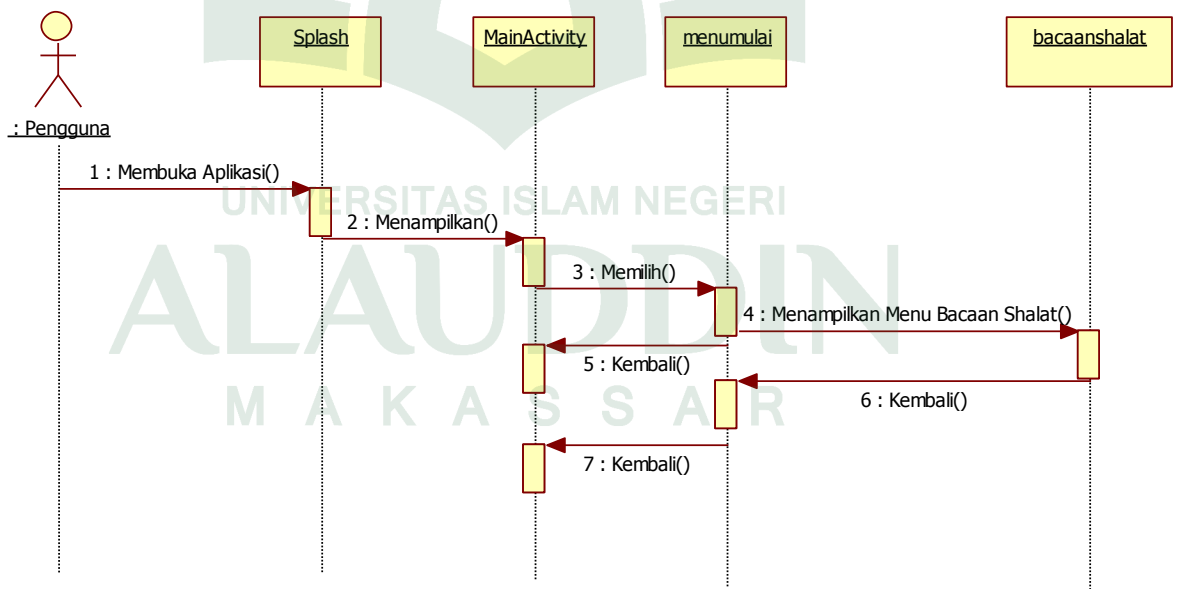 Splash
MainActivity
menumulai
bacaanshalat
: Pengguna
1 : Membuka Aplikasi()
UNIVERSITAS ISLAM NEGERI
2 : Menampilkan()
ALAUDDIN
3 : Memilih()
4 : Menampilkan Menu Bacaan Shalat()
5 : Kembali()
MAKASSAR
6 : Kembali()
7 : Kembali()